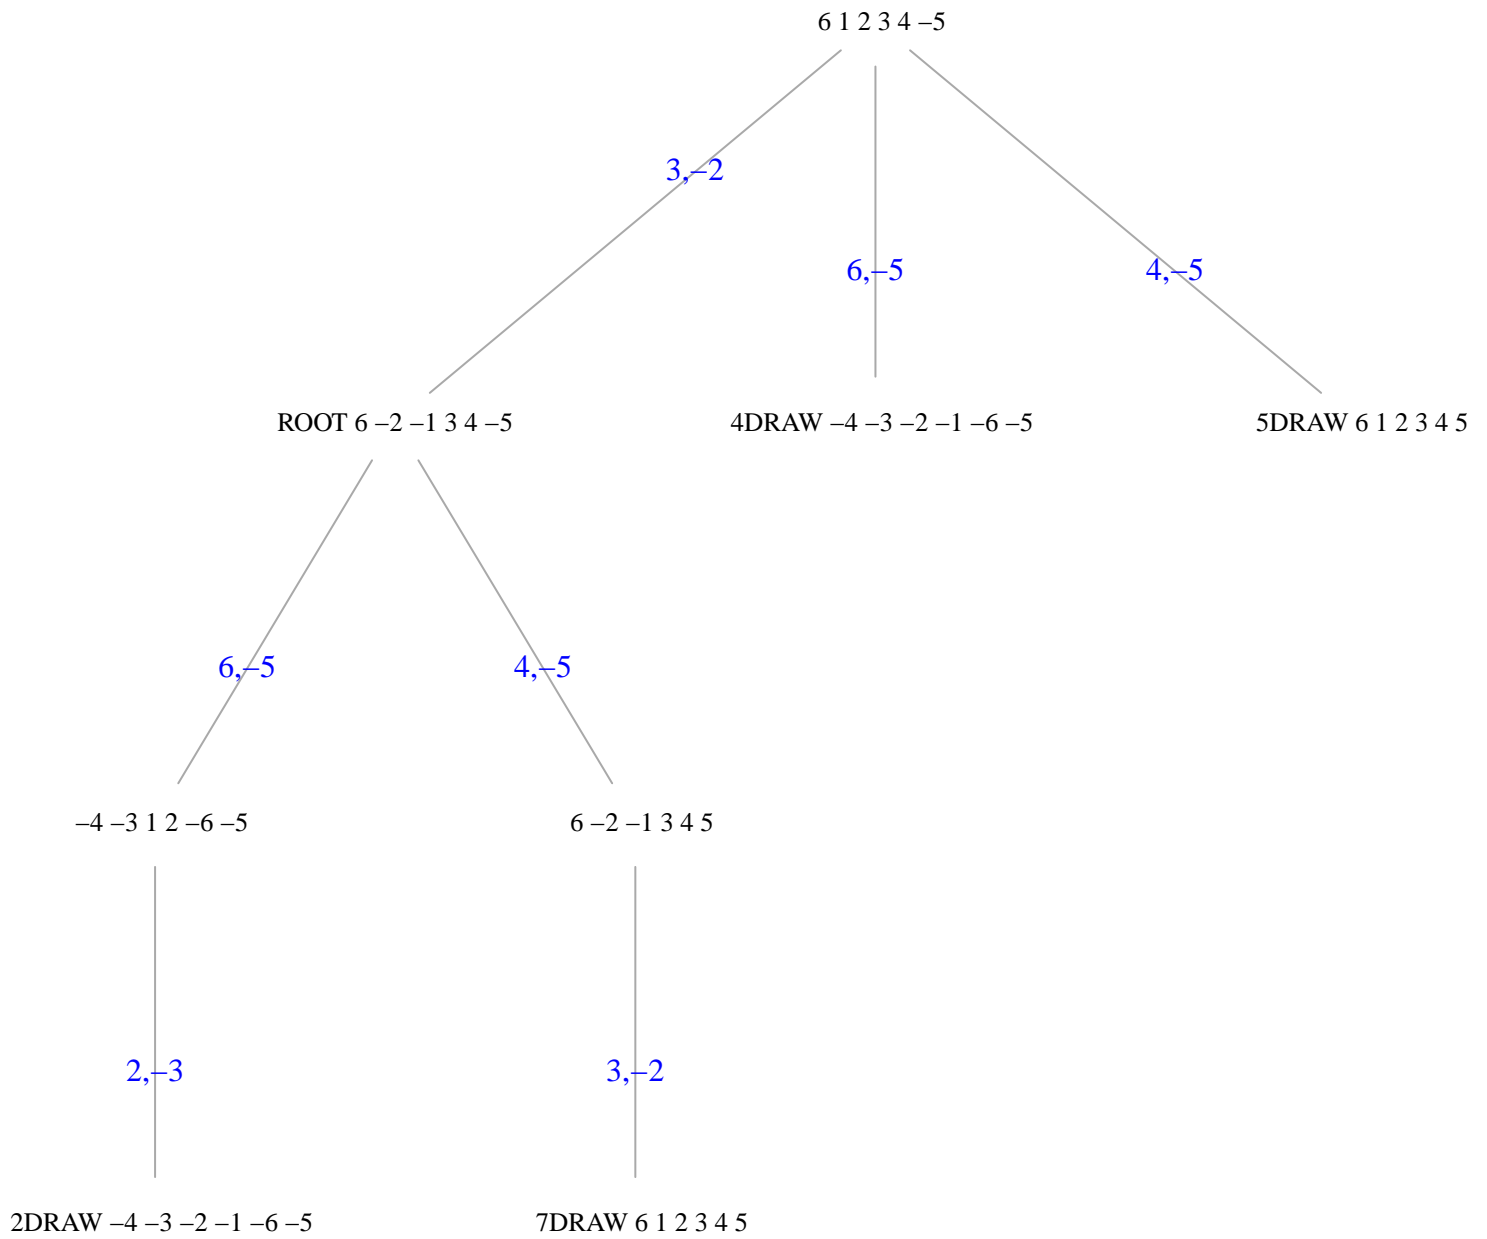 6 1 2 3 4 –5
3,–2
6,–5
4,–5
ROOT 6 –2 –1 3 4 –5
4DRAW –4 –3 –2 –1 –6 –5
5DRAW 6 1 2 3 4 5
6,–5
4,–5
–4 –3 1 2 –6 –5
6 –2 –1 3 4 5
2,–3
3,–2
2DRAW –4 –3 –2 –1 –6 –5
7DRAW 6 1 2 3 4 5